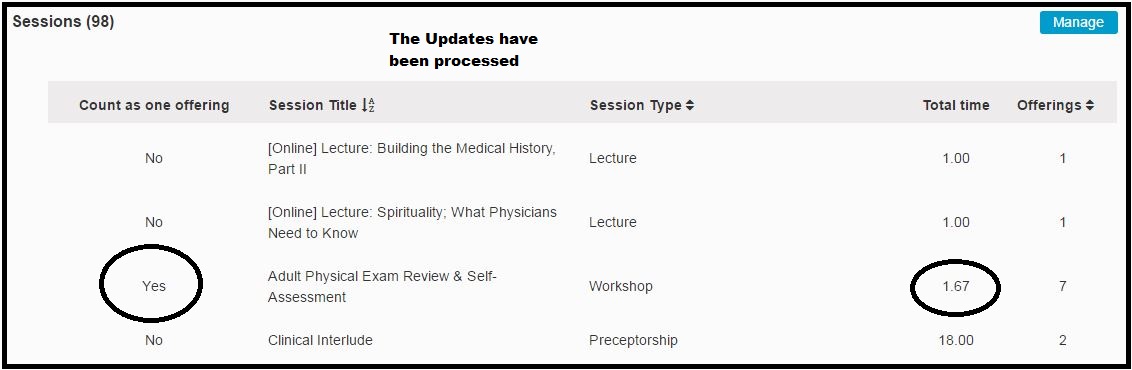 Sessions (98)
Manage
The Updates have
been processed
Count as one offering Session Title Session Type Total time Offerings
No [Online] Lecture: Building the Medical History, Part II Lecture 1.00 1
No [Online] Lecture: Spirituality; What Physicians Need to Know Lecture 1.00 1
Yes Adult Physical Exam Review & Self-Assessment Workshop 1.67 7
No Clinical Interlude Preceptorship 18.00 2